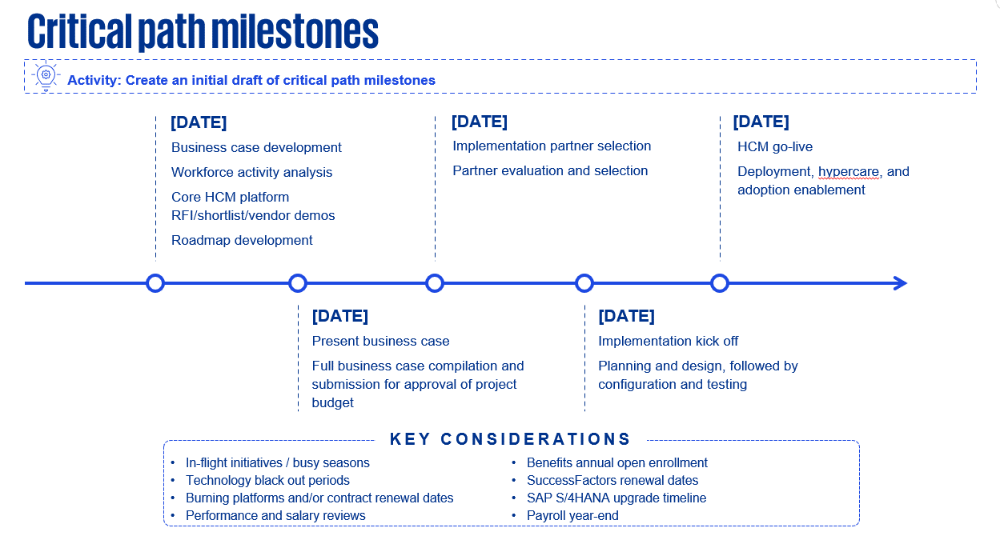 Critical path milestones
Activity: Create an initial draft of critical path milestones
[DATE]
Business case development
Workforce activity analysis
Core HCM platform
RFI/shortlist/vendor demos
Roadmap development
[DATE]
Implementation partner selection
Partner evaluation and selection
[DATE]
HCM go-live
Deployment, hypercare, and
adoption enablement
[DATE]
Present business case
Full business case compilation and
submission for approval of project
budget
[DATE]
Implementation kick off
Planning and design, followed by
configuration and testing
KEY CONSIDERATIONS
• In-flight initiatives / busy seasons
• Technology black out periods
• Burning platforms and/or contract renewal dates
• Performance and salary reviews
• Benefits annual open enrollment
• SuccessFactors renewal dates
• SAP S/4HANA upgrade timeline
• Payroll year-end